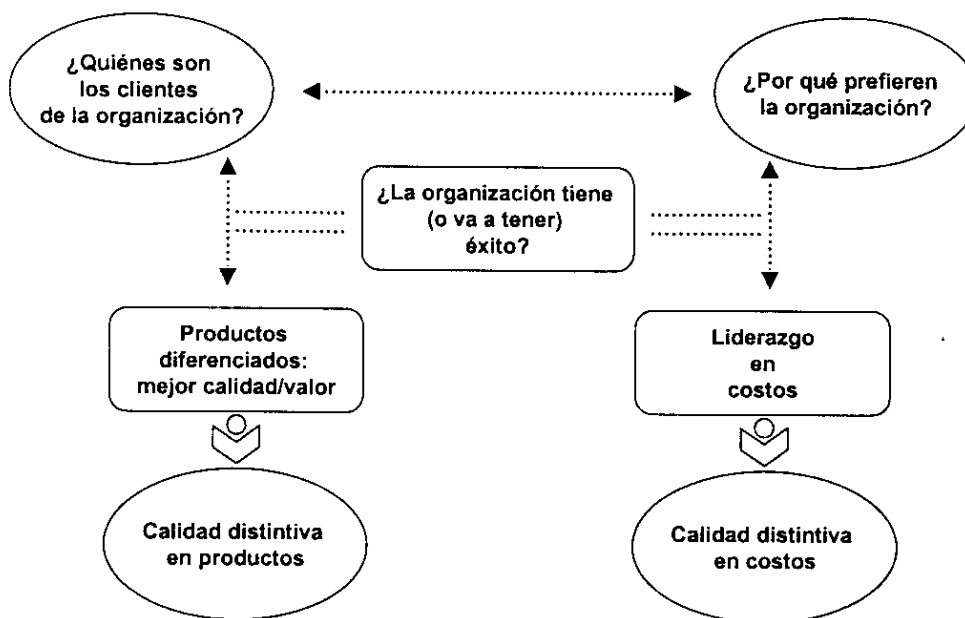 ¿Quiénes son
los clientes
de la organización?
¿Por qué prefieren
la organización?
¿La organización tiene
(o va a tener)
éxito?
Productos
diferenciados:
mejor calidad/valor
Liderazgo
en
costos
Calidad distintiva
en productos
Calidad distintiva
en costos